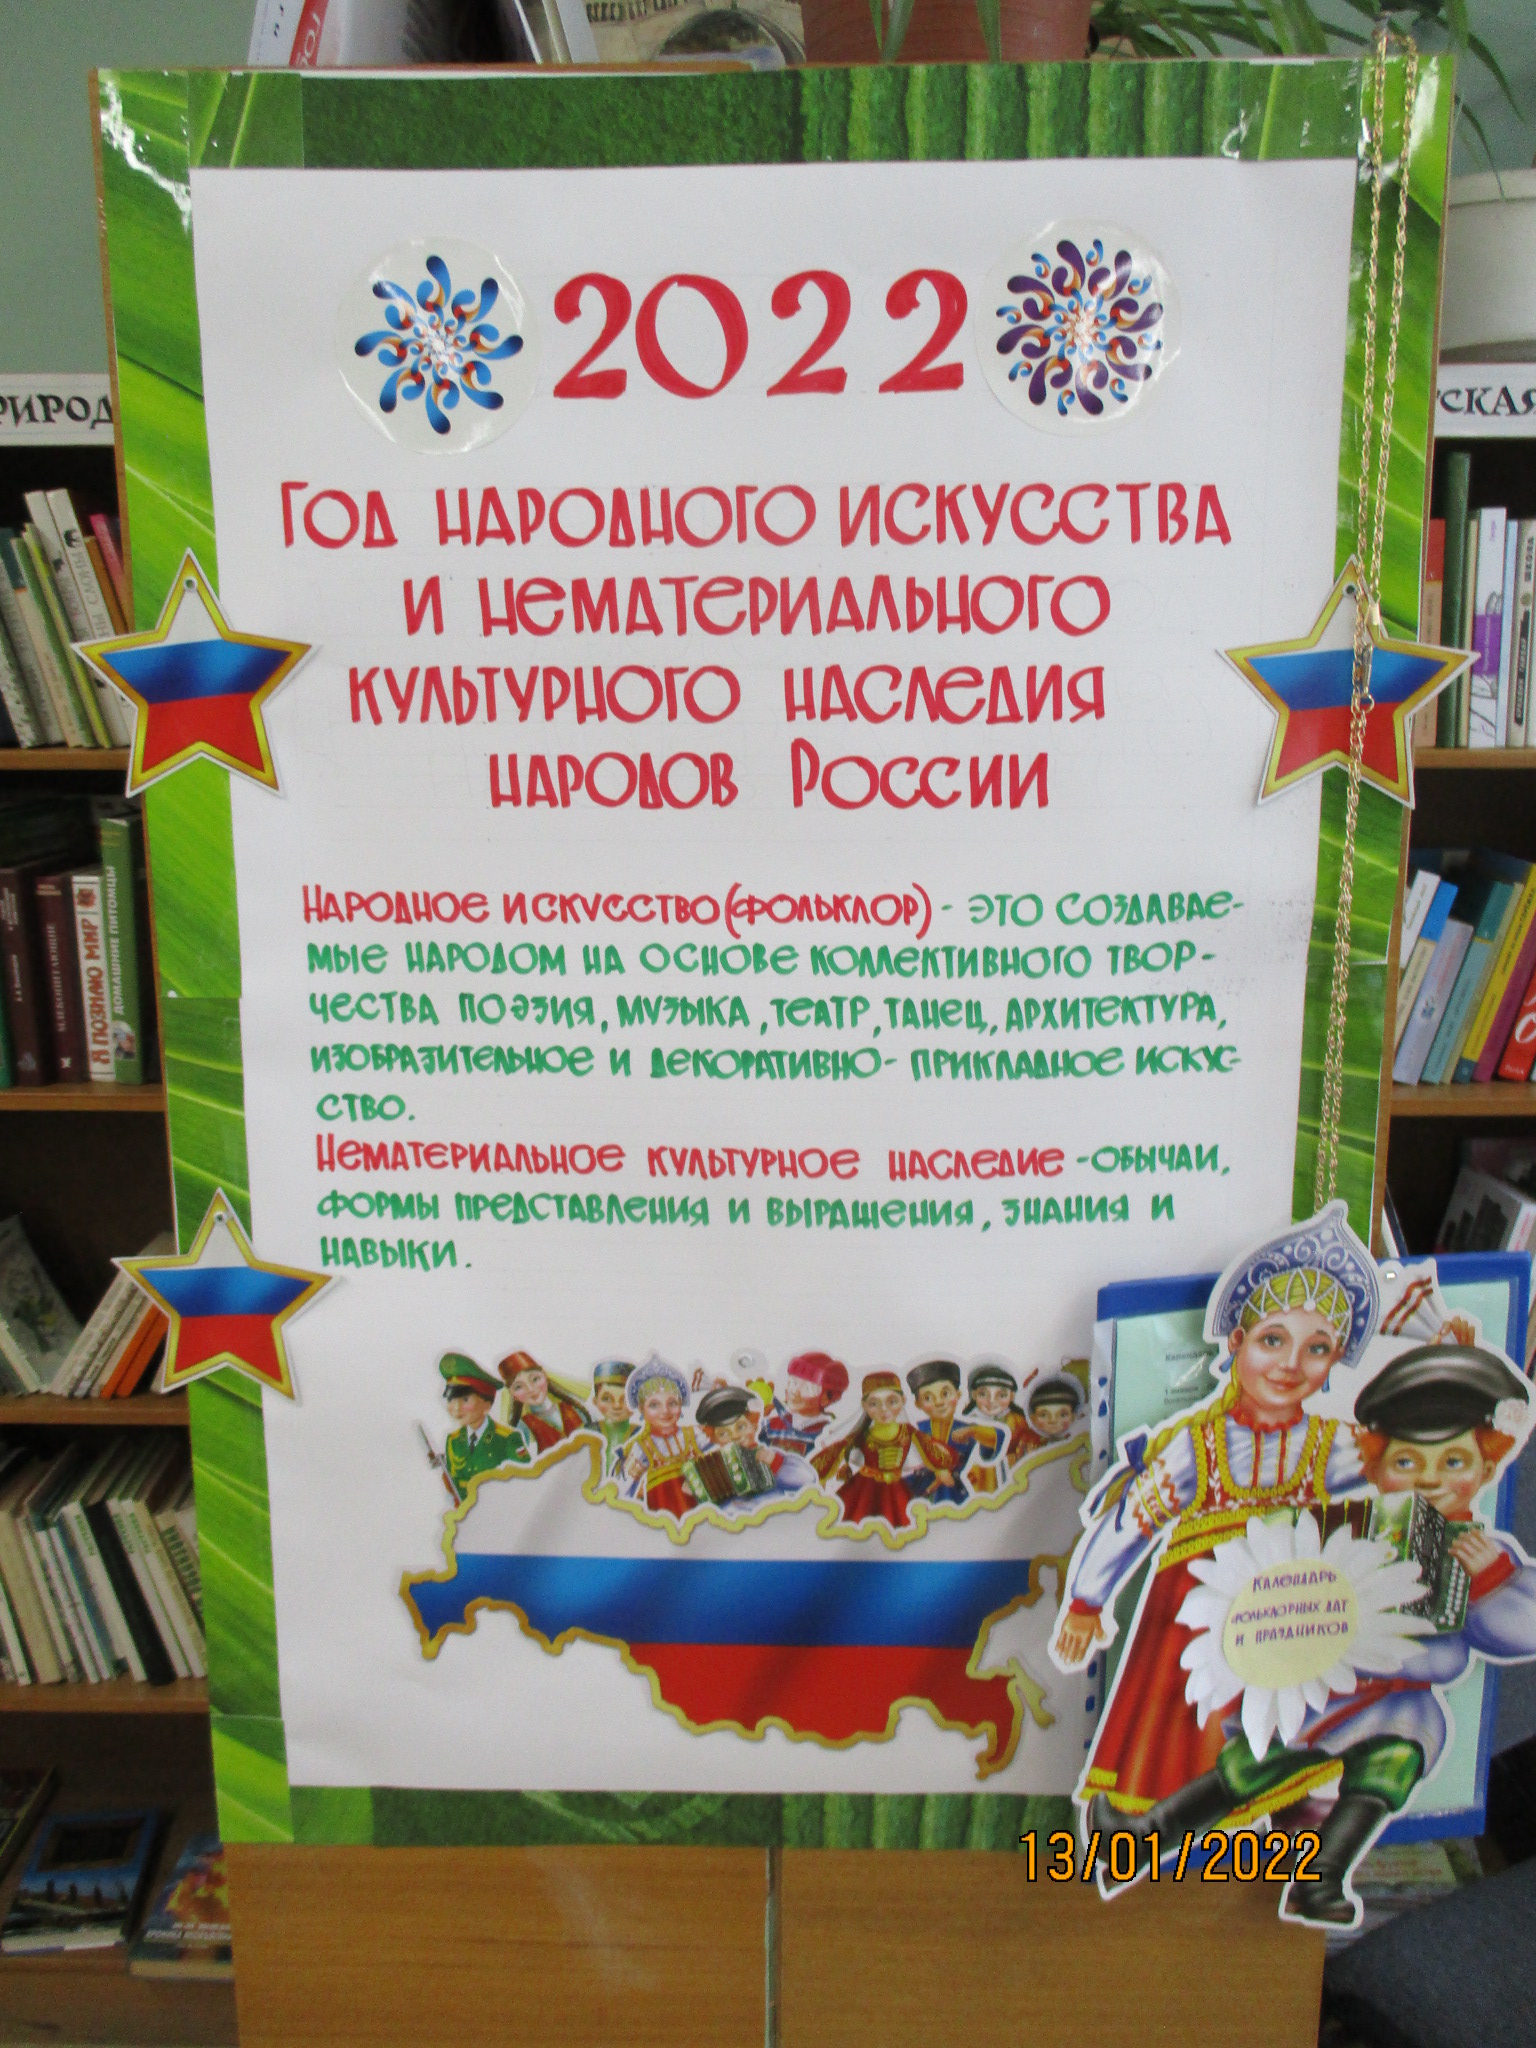 2022
Год народного искусства
и нематериального
культурного наследия
народов России
Народное искусство (фольклор) - это создавае-
мые народом на основе коллективного твор-
чества поэзия, музыка, театр, танец, архитектура,
изобразительное и декоративно-прикладное искус-
ство.
Нематериальное культурное наследие - обычаи,
формы представления и выражения, знания и
навыки.
Календарь
фольклорных дат
и праздников
13/01/2022
РИРОД
ТСКАЯ
Я ПОЗНАЮ МИР
ДОМАШНИЕ ПИТОМЦЫ